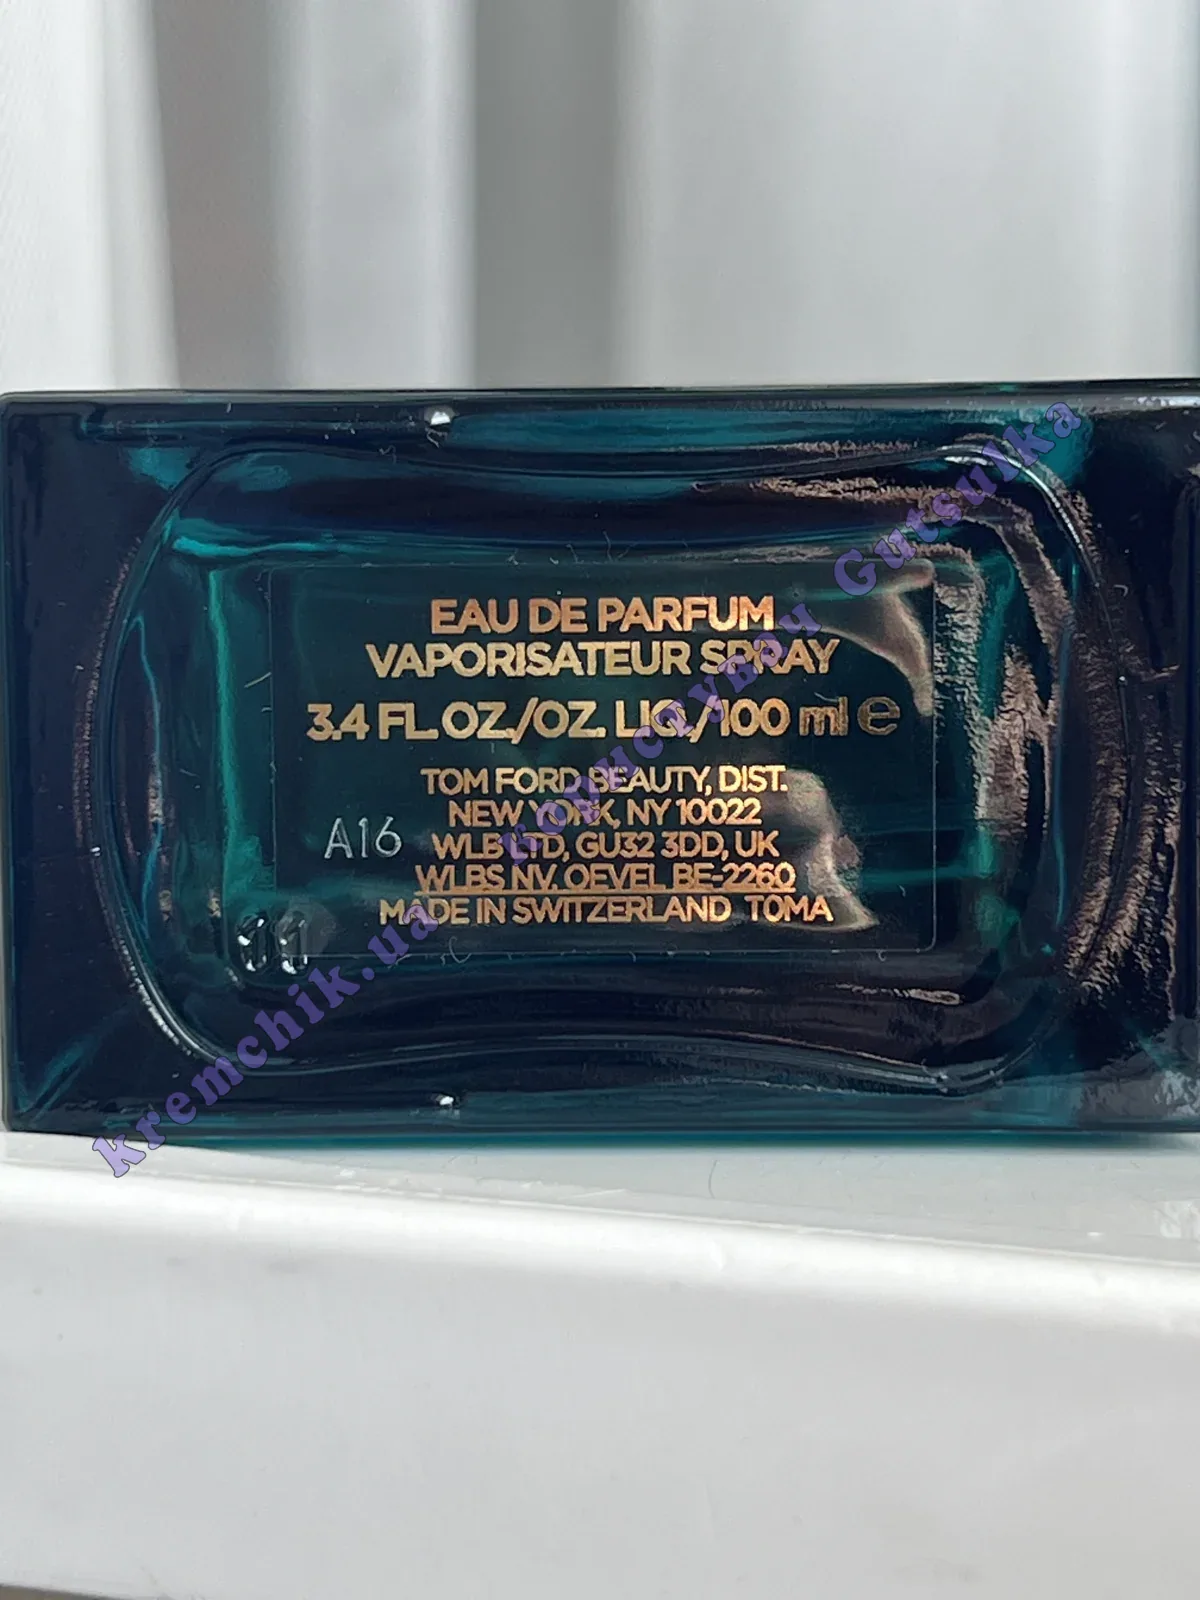 EAU DE PARFUM
VAPORISATEUR SPRAY
3.4 FL.OZ./OZ. LIQ./100 ml e
TOM FORD BEAUTY, DIST.
NEW YORK, NY 10022
A16
WLB LTD, GU32 3DD, UK
WLBS NV, OEVEL BE-2260
MADE IN SWITZERLAND TOMA
kremchik.ua користувач Gutsulka